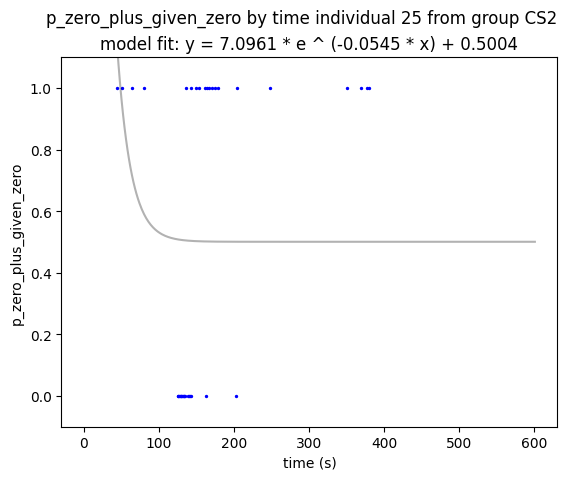 p_zero_plus_given_zero by time individual 25 from group CS2
model fit: y = 7.0961 * e ^ (-0.0545 * x) + 0.5004
p_zero_plus_given_zero
1.0
0.8
0.6
0.4
0.2
0.0
0 100 200 300 400 500 600
time (s)